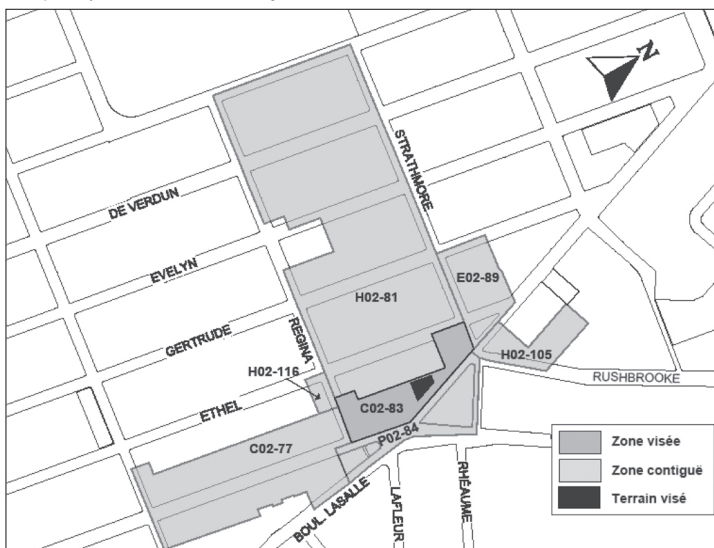 N
STRATHMORE
DE VERDUN
EVELYN
E02-89
H02-81
GERTRUDE
REGINA
H02-105
H02-116
RUSHBROOKE
ETHEL
C02-83
P02-84
C02-77
Zone visée
Zone contiguë
Terrain visé
BOUL. LASALLE
LAFLEUR
RHÉAUME